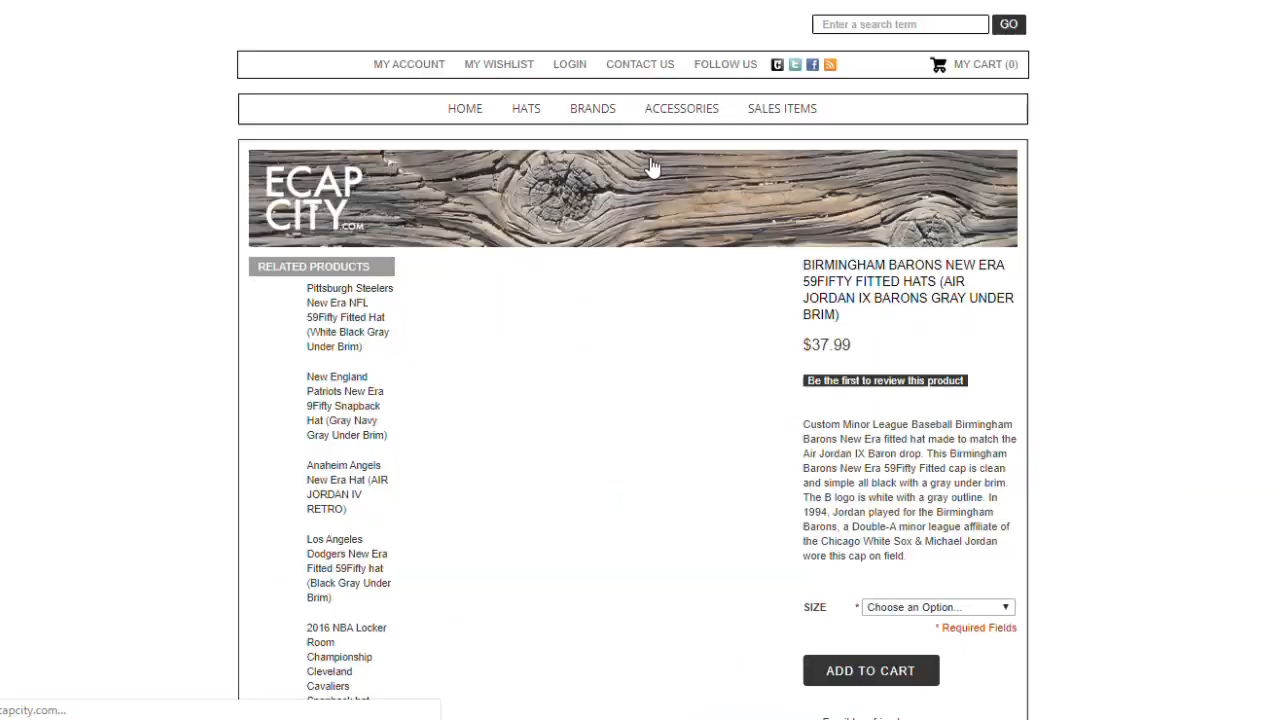 Enter a search term GO
MY ACCOUNT MY WISHLIST LOGIN CONTACT US FOLLOW US MY CART (0)
HOME HATS BRANDS ACCESSORIES SALES ITEMS
ECAP
CITY.COM
RELATED PRODUCTS
Pittsburgh Steelers
New Era NFL
59Fifty Fitted Hat
(White Black Gray
Under Brim)
New England
Patriots New Era
9Fifty Snapback
Hat (Gray Navy
Gray Under Brim)
Anaheim Angels
New Era Hat (AIR
JORDAN IV
RETRO)
Los Angeles
Dodgers New Era
Fitted 59Fifty hat
(Black Gray Under
Brim)
2016 NBA Locker
Room
Championship
Cleveland
Cavaliers
BIRMINGHAM BARONS NEW ERA
59FIFTY FITTED HATS (AIR
JORDAN IX BARONS GRAY UNDER
BRIM)
$37.99
Be the first to review this product
Custom Minor League Baseball Birmingham
Barons New Era fitted hat made to match the
Air Jordan IX Baron drop. This Birmingham
Barons New Era 59Fifty Fitted cap is clean
and simple all black with a gray under brim.
The B logo is white with a gray outline. In
1994, Jordan played for the Birmingham
Barons, a Double-A minor league affiliate of
the Chicago White Sox & Michael Jordan
wore this cap on field.
SIZE * Choose an Option...
* Required Fields
ADD TO CART
capcity.com...